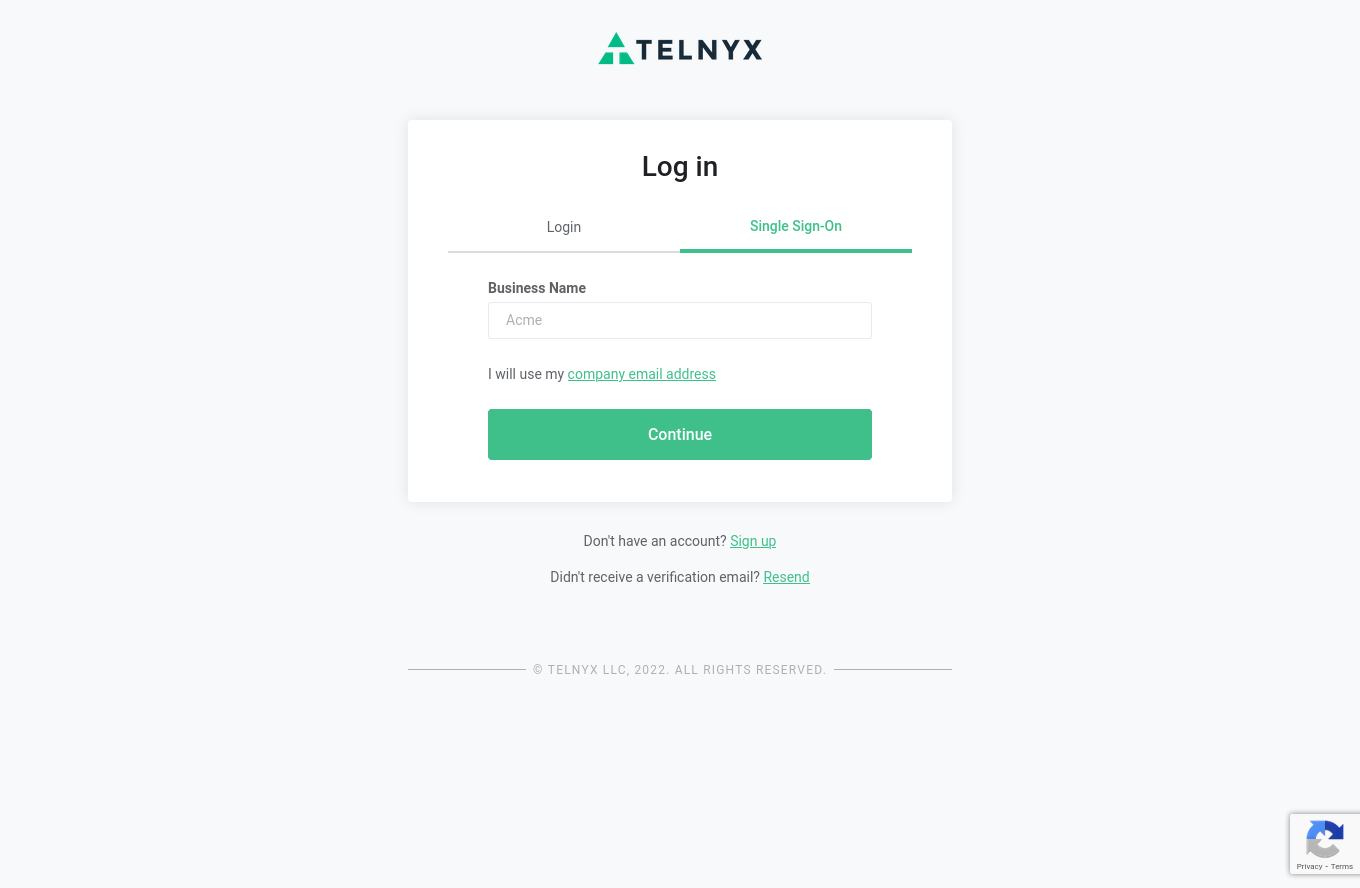 TELNYX
Log in
Login
Single Sign-On
Business Name
Acme
I will use my company email address
Continue
Don't have an account? Sign up
Didn't receive a verification email? Resend
© TELNYX LLC, 2022. ALL RIGHTS RESERVED.
Privacy - Terms